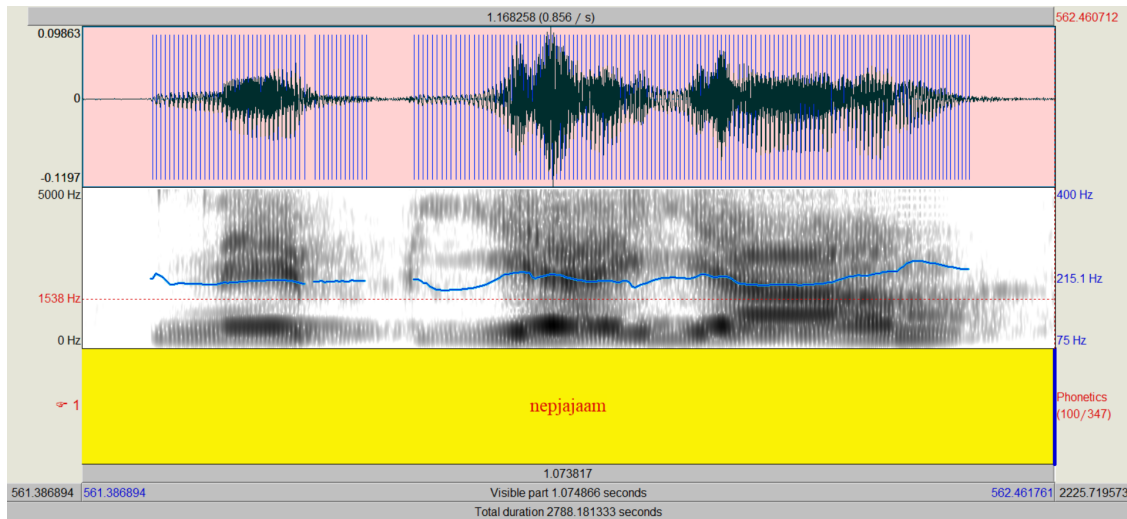 1.168258 (0.856 / s) 562.460712
0.09863
0
-0.1197
5000 Hz 400 Hz
1538 Hz 215.1 Hz
0 Hz 75 Hz
☞ 1 nepjajaam Phonetics
(100/347)
1.073817
561.386894 561.386894 Visible part 1.074866 seconds 562.461761 2225.719573
Total duration 2788.181333 seconds